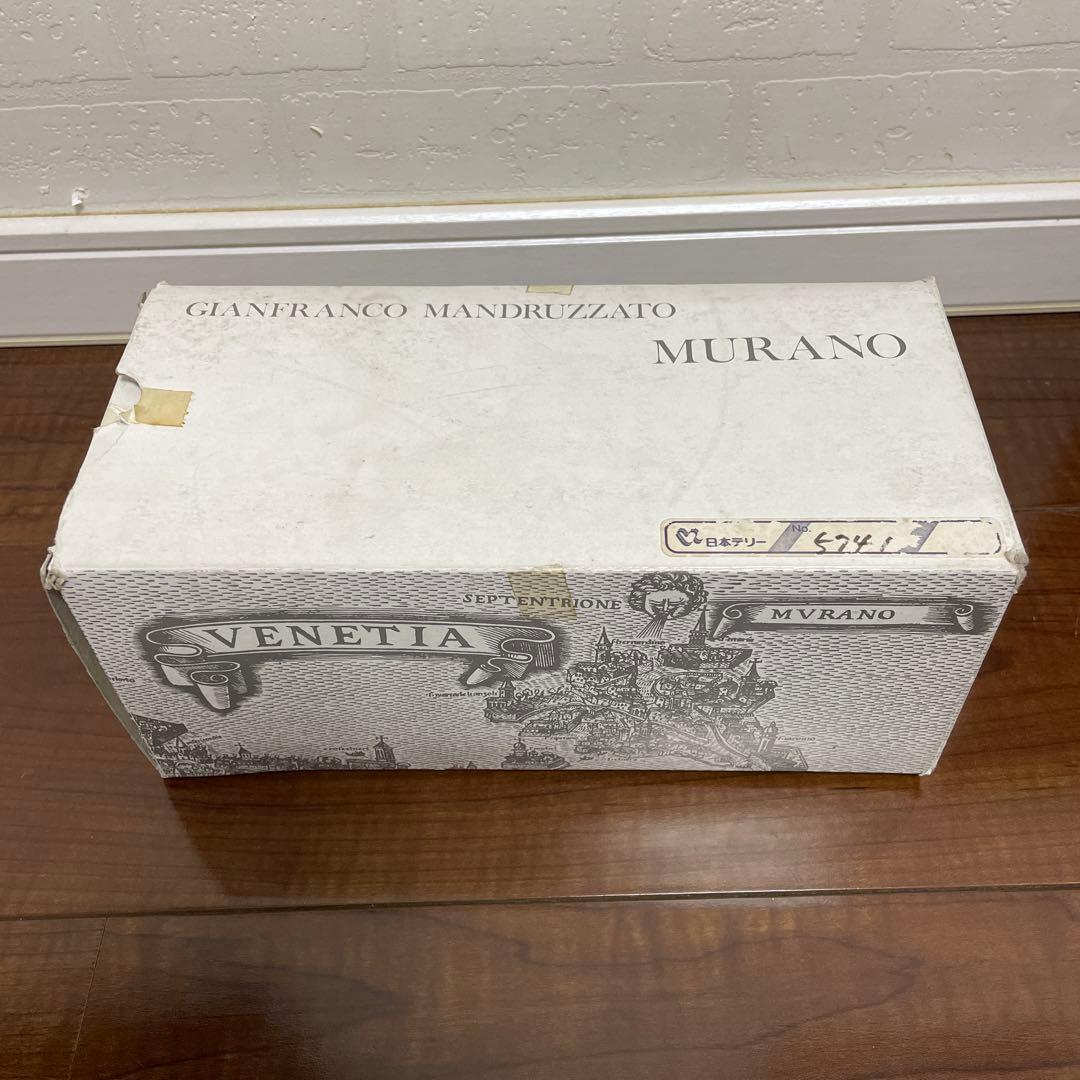 GIANFRANCO MANDRUZZATO
MURANO
日本テリー
No.
5741
SEPTENTRIONE
VENETIA
MVRANO